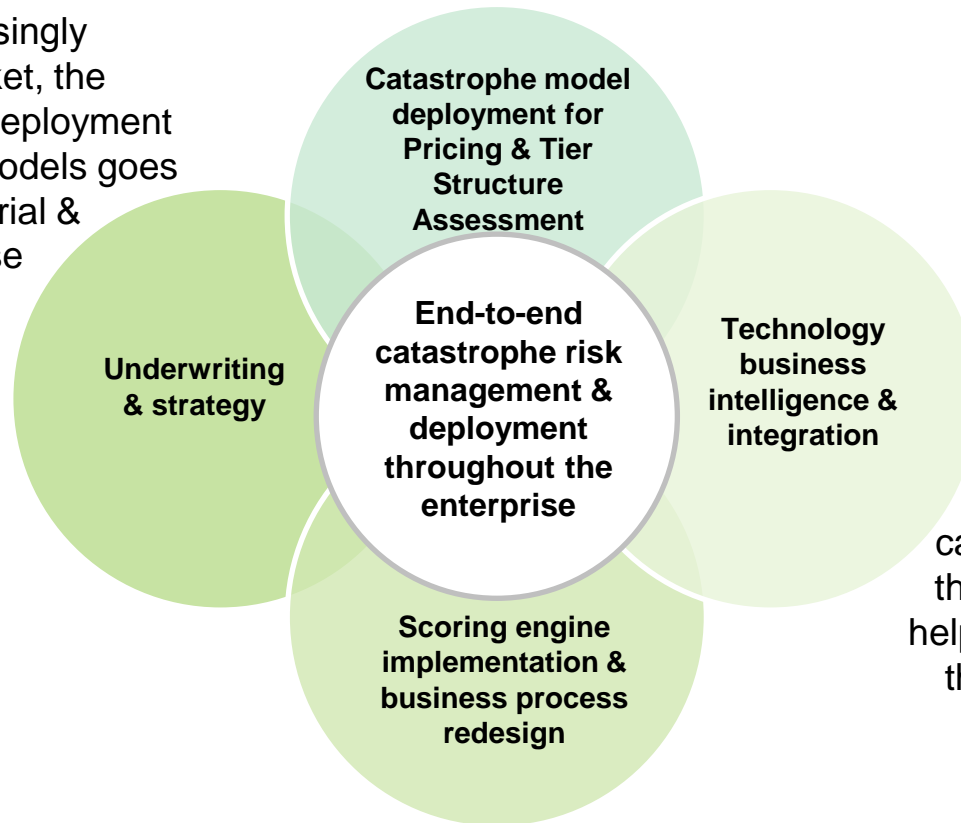 singly
ket, the
deployment
odels goes
rial &
se
Catastrophe model
deployment for
Pricing & Tier
Structure
Assessment
Underwriting
& strategy
End-to-end
catastrophe risk
management &
deployment
throughout the
enterprise
Technology
business
intelligence &
integration
ca
th
help
th
Scoring engine
implementation &
business process
redesign